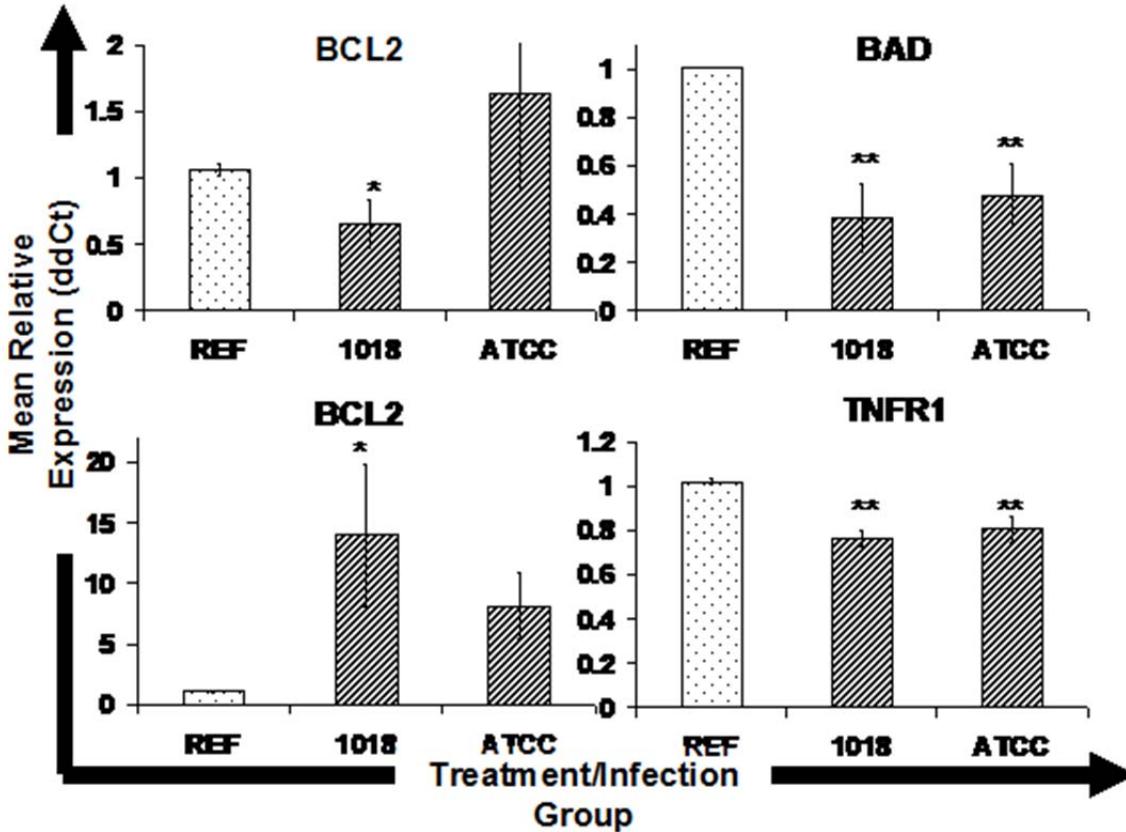 Mean Relative
Expression (ddCt)
BCL2
2
1.5
1
0.5
0
*
REF 1018 ATCC
BAD
1
0.8
0.6
0.4
0.2
0
** **
REF 1018 ATCC
BCL2
20
15
10
5
0
*
REF 1018 ATCC
TNFR1
1.2
1
0.8
0.6
0.4
0.2
0
** **
REF 1018 ATCC
Treatment/Infection
Group